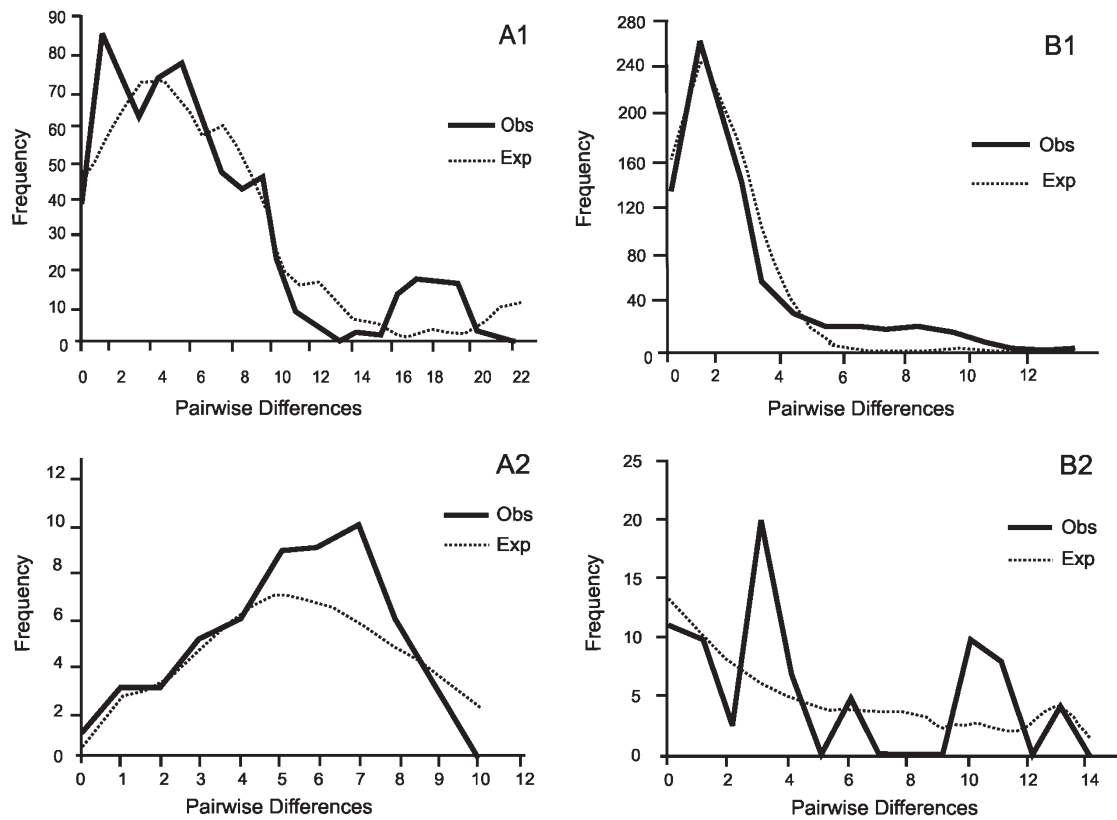 A1
90
80
70
60
50
40
30
20
10
0
Frequency
Obs
Exp
0 2 4 6 8 10 12 14 16 18 20 22
Pairwise Differences
B1
280
240
200
160
120
80
40
0
Frequency
Obs
Exp
0 2 4 6 8 10 12
Pairwise Differences
A2
12
10
8
6
4
2
0
Frequency
Obs
Exp
0 1 2 3 4 5 6 7 8 9 10 12
Pairwise Differences
B2
25
20
15
10
5
0
Frequency
Obs
Exp
0 2 4 6 8 10 12 14
Pairwise Differences